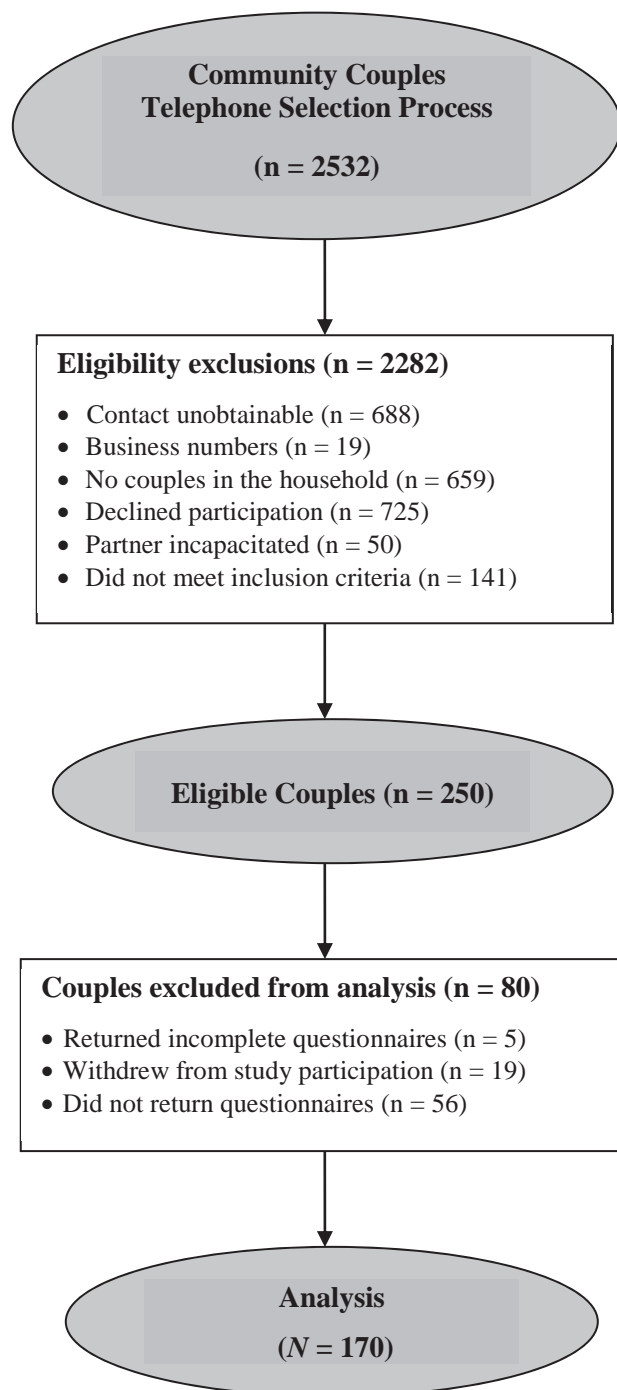 Community Couples
Telephone Selection Process
(n = 2532)
Eligibility exclusions (n = 2282)
• Contact unobtainable (n = 688)
• Business numbers (n = 19)
• No couples in the household (n = 659)
• Declined participation (n = 725)
• Partner incapacitated (n = 50)
• Did not meet inclusion criteria (n = 141)
Eligible Couples (n = 250)
Couples excluded from analysis (n = 80)
• Returned incomplete questionnaires (n = 5)
• Withdrew from study participation (n = 19)
• Did not return questionnaires (n = 56)
Analysis
(N = 170)